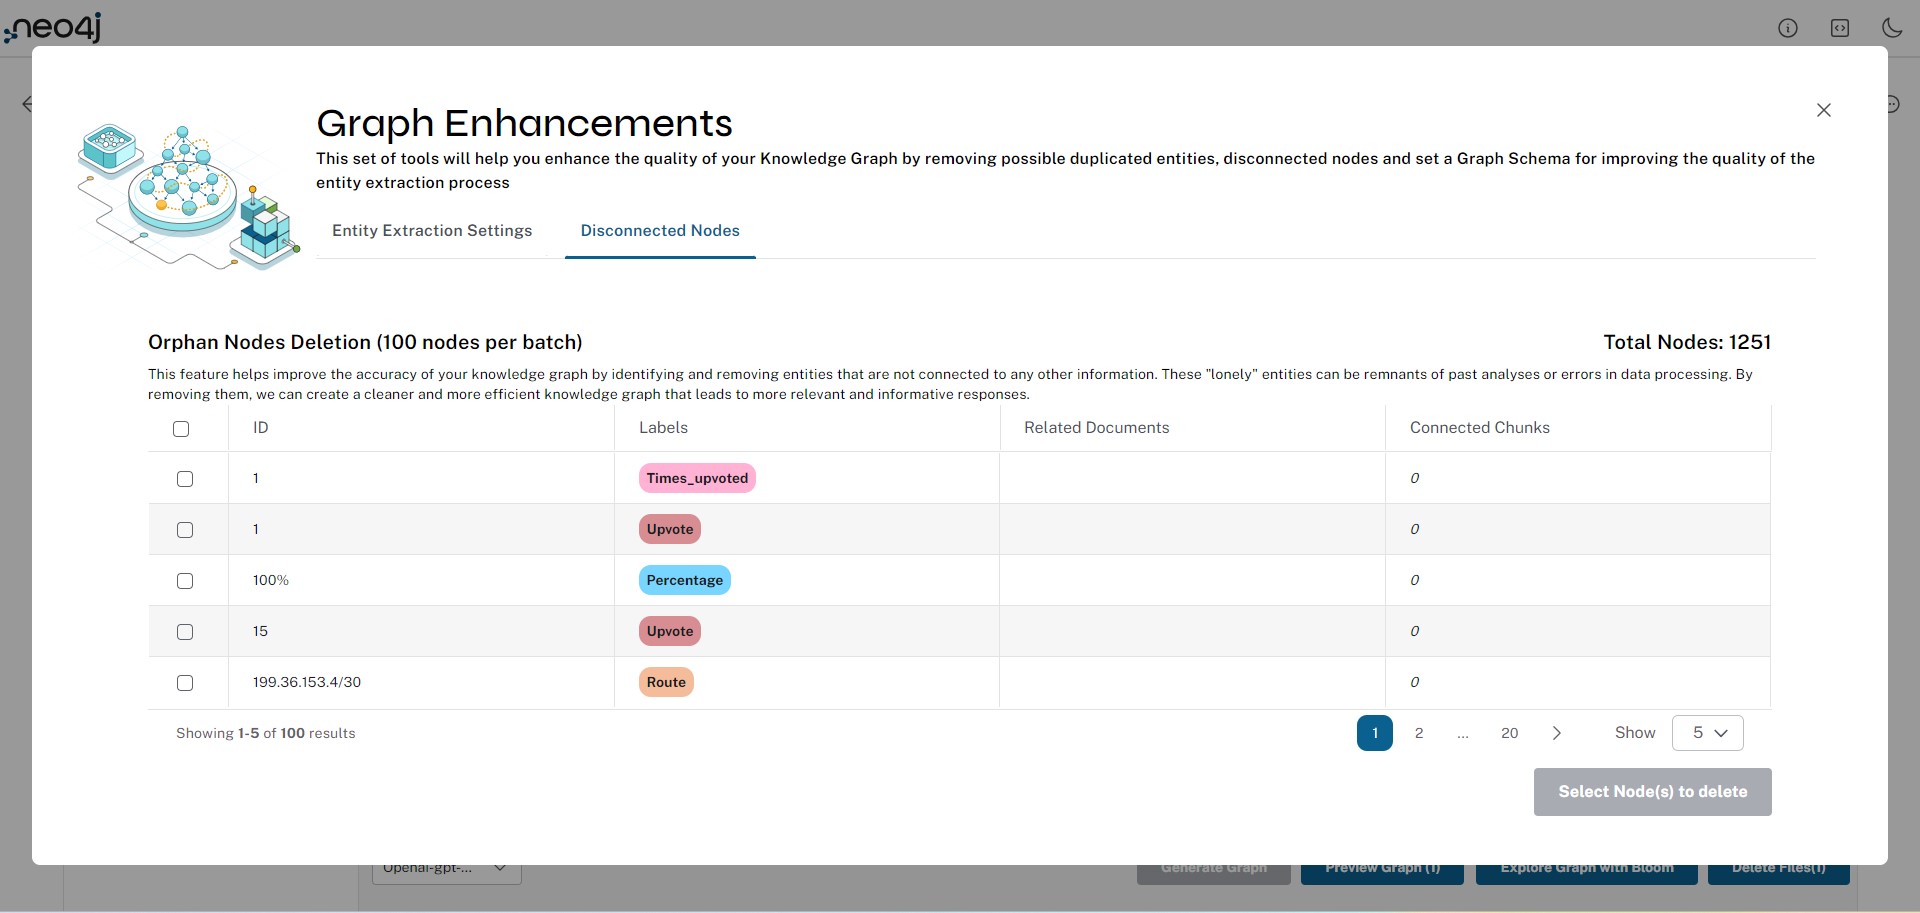 neo4j
Graph Enhancements
This set of tools will help you enhance the quality of your Knowledge Graph by removing possible duplicated entities, disconnected nodes and set a Graph Schema for improving the quality of the
entity extraction process
Entity Extraction Settings Disconnected Nodes
Orphan Nodes Deletion (100 nodes per batch) Total Nodes: 1251
This feature helps improve the accuracy of your knowledge graph by identifying and removing entities that are not connected to any other information. These "lonely" entities can be remnants of past analyses or errors in data processing. By
removing them, we can create a cleaner and more efficient knowledge graph that leads to more relevant and informative responses.
ID Labels Related Documents Connected Chunks
1 Times_upvoted 0
1 Upvote 0
100% Percentage 0
15 Upvote 0
199.36.153.4/30 Route 0
Showing 1-5 of 100 results 1 2 ... 20 Show 5
Select Node(s) to delete
Openai-gpt-... Generate Graph Preview Graph (1) Explore Graph with Bloom Delete Files(1)